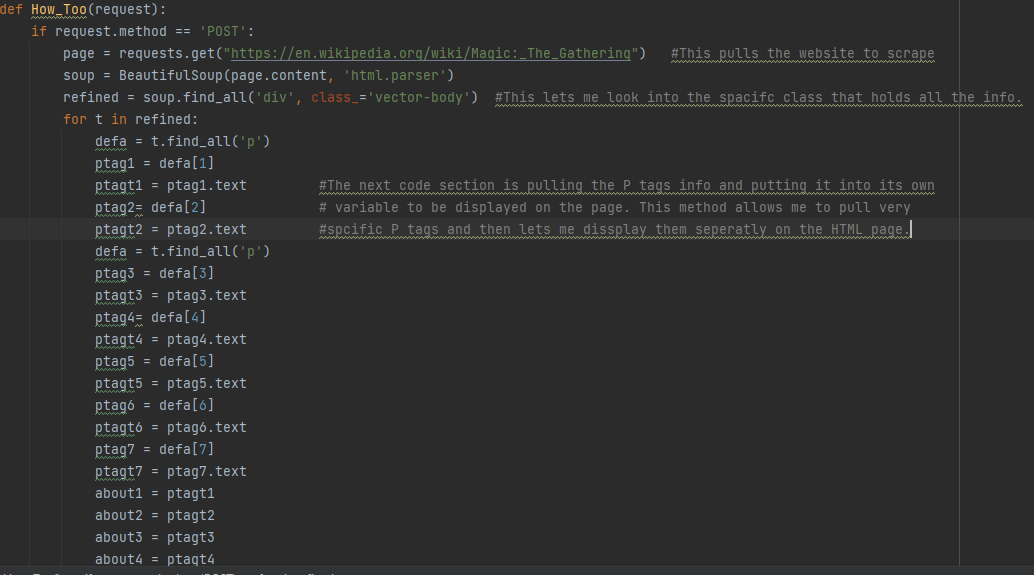 def How_Too(request):
    if request.method == 'POST':
        page = requests.get("https://en.wikipedia.org/wiki/Magic:_The_Gathering")   #This pulls the website to scrape
        soup = BeautifulSoup(page.content, 'html.parser')
        refined = soup.find_all('div', class_='vector-body')  #This lets me look into the spacifc class that holds all the info.
        for t in refined:
            defa = t.find_all('p')
            ptag1 = defa[1]
            ptagt1 = ptag1.text         #The next code section is pulling the P tags info and putting it into its own
            ptag2= defa[2]              # variable to be displayed on the page. This method allows me to pull very
            ptagt2 = ptag2.text         #spcific P tags and then lets me dissplay them seperatly on the HTML page.
            defa = t.find_all('p')
            ptag3 = defa[3]
            ptagt3 = ptag3.text
            ptag4= defa[4]
            ptagt4 = ptag4.text
            ptag5 = defa[5]
            ptagt5 = ptag5.text
            ptag6 = defa[6]
            ptagt6 = ptag6.text
            ptag7 = defa[7]
            ptagt7 = ptag7.text
            about1 = ptagt1
            about2 = ptagt2
            about3 = ptagt3
            about4 = ptagt4